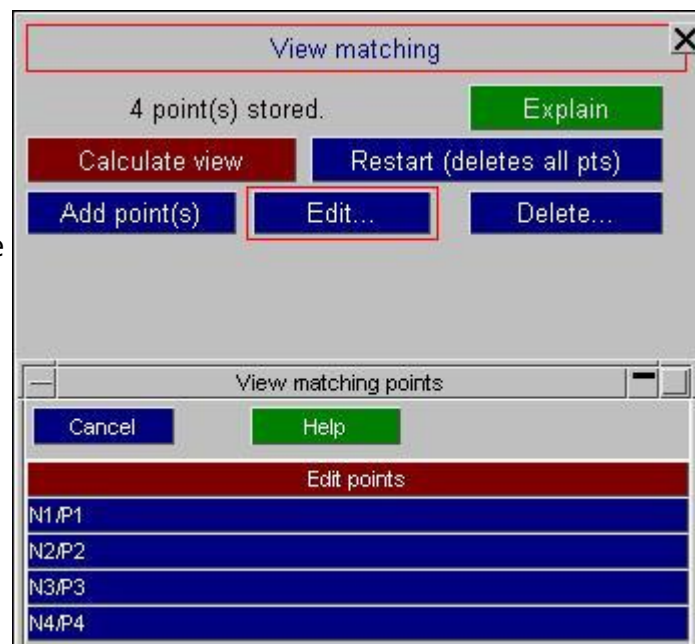 View matching
4 point(s) stored.
Explain
Calculate view
Restart (deletes all pts)
Add point(s)
Edit...
Delete...
e
View matching points
Cancel
Help
Edit points
N1/P1
N2/P2
N3/P3
N4/P4